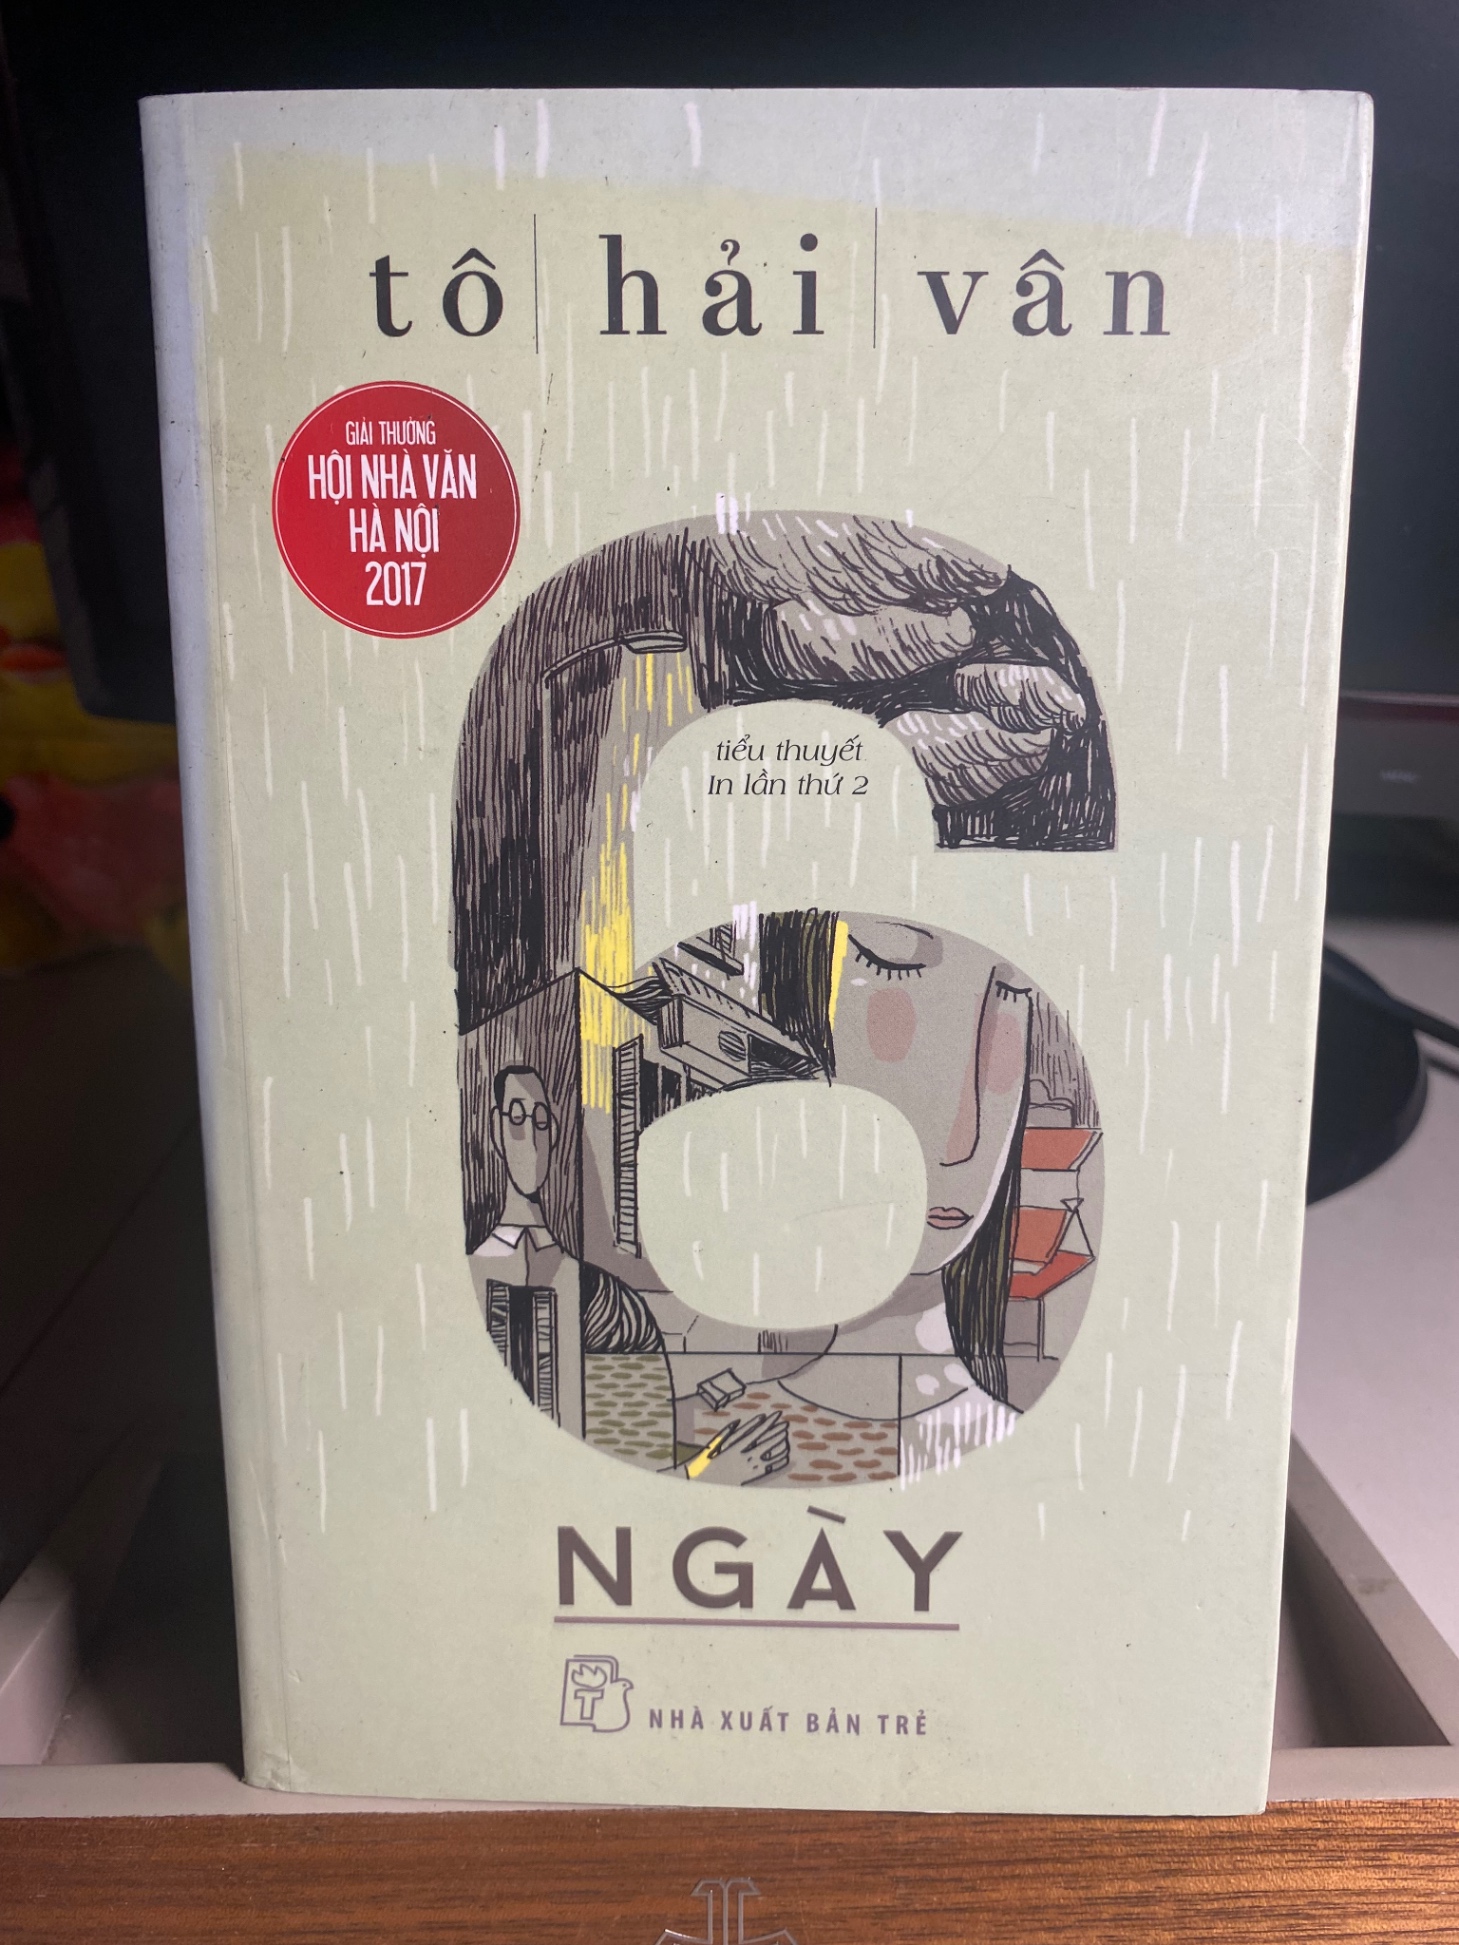 tô hải vân
GIẢI THƯỞNG
HỘI NHÀ VĂN
HÀ NỘI
2017
tiểu thuyết
In lần thứ 2
6
NGÀY
T
NHÀ XUẤT BẢN TRẺ